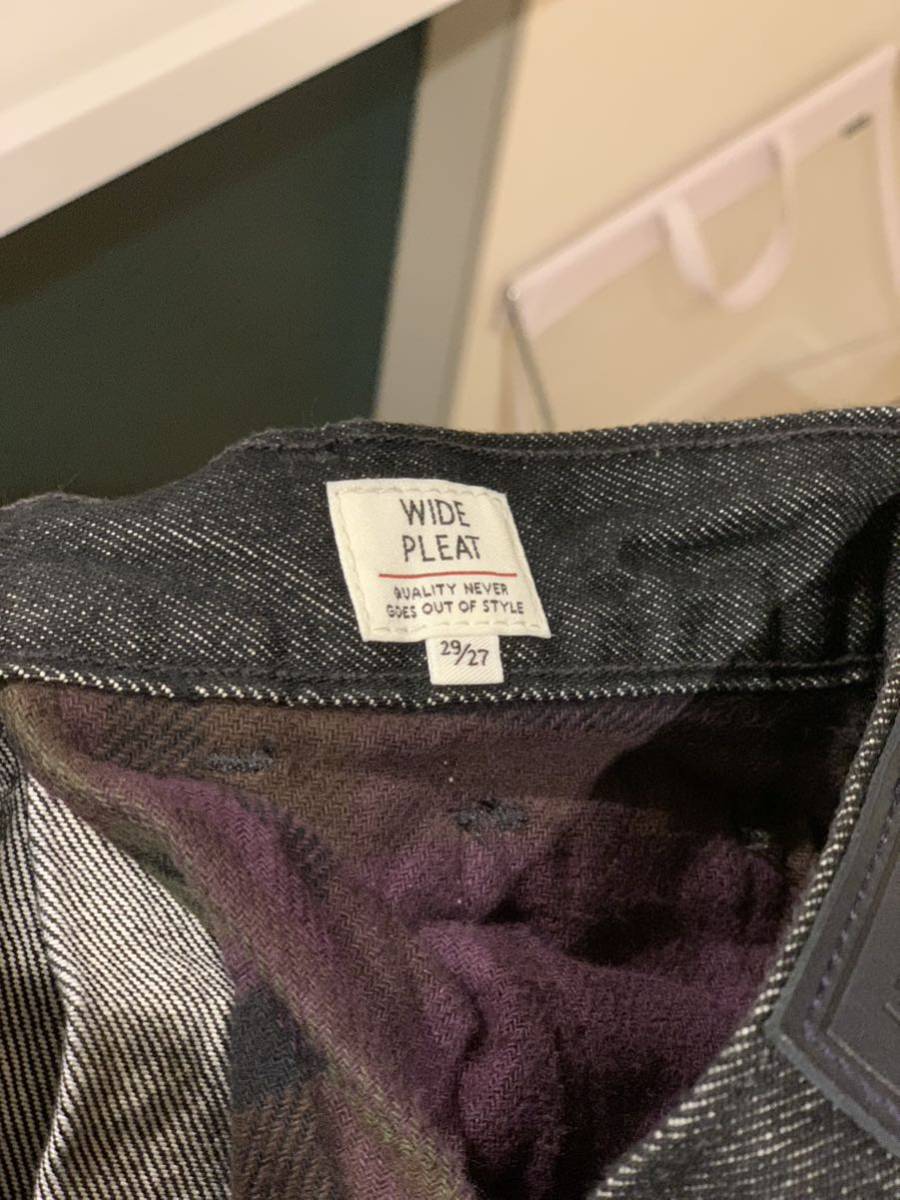 WIDE
PLEAT
QUALITY NEVER
GOES OUT OF STYLE
29/27